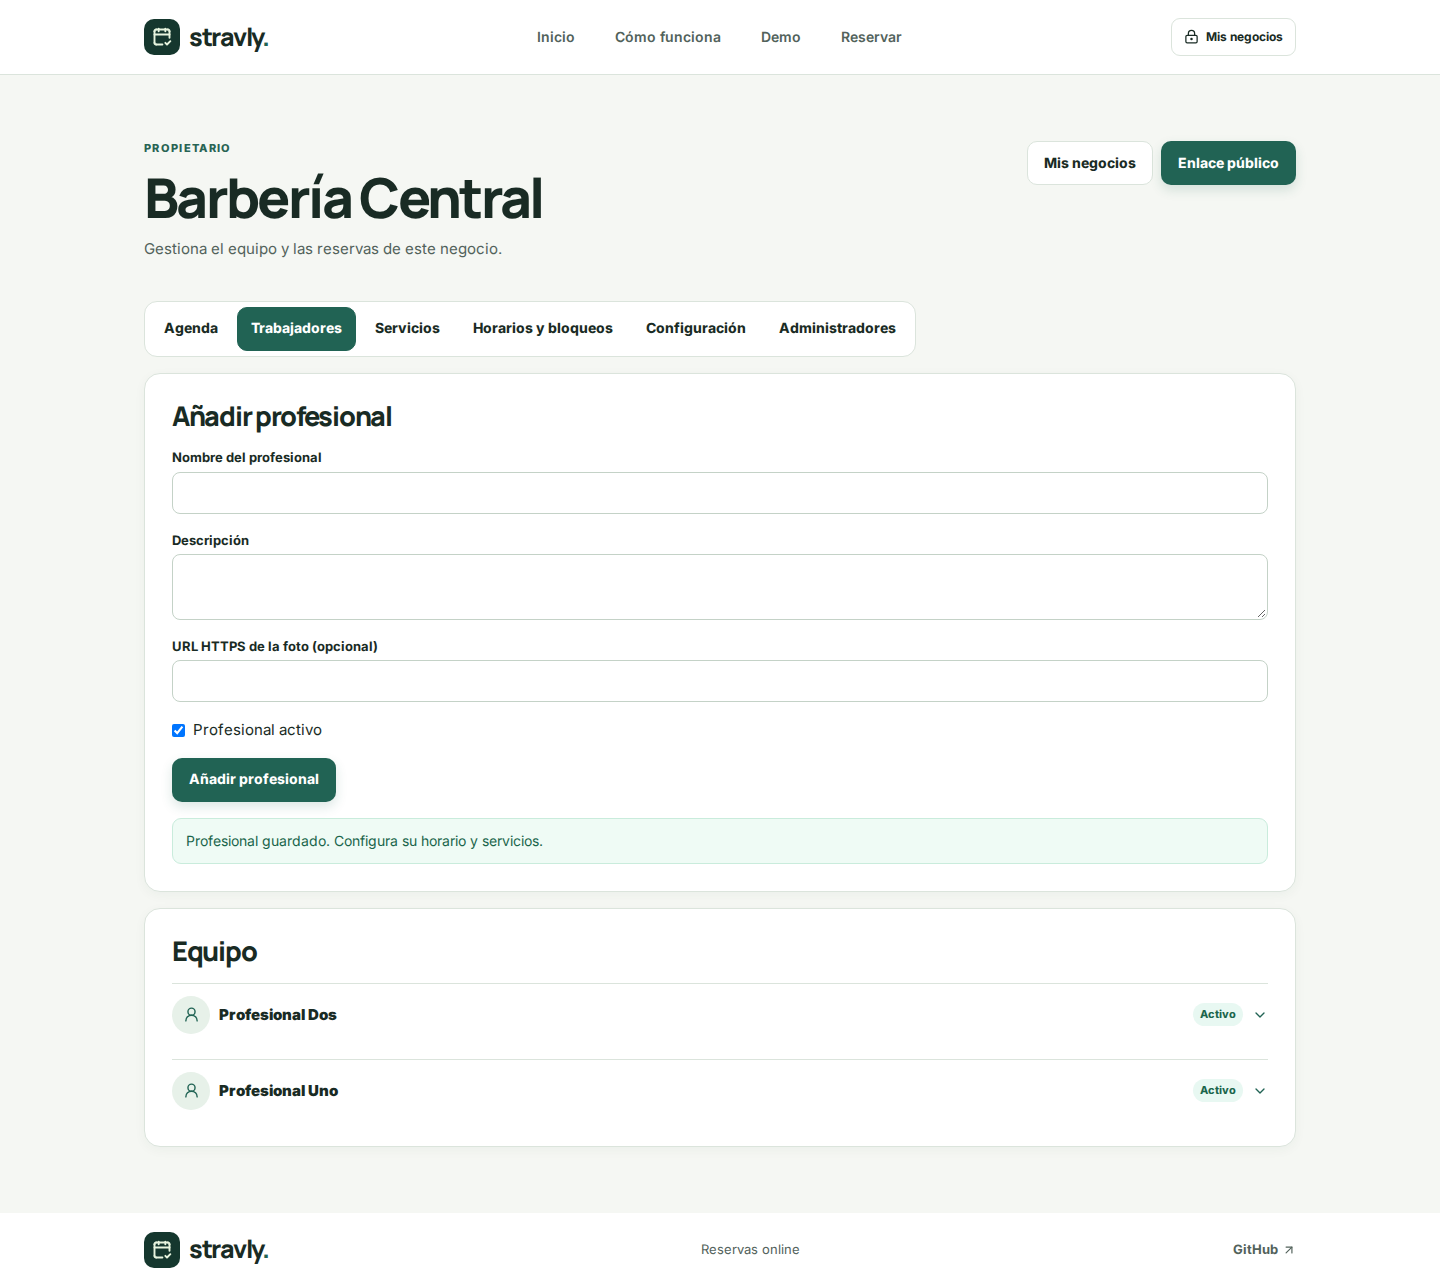 stravly.
Inicio
Cómo funciona
Demo
Reservar
Mis negocios
PROPIETARIO
Barbería Central
Gestiona el equipo y las reservas de este negocio.
Mis negocios
Enlace público
Agenda
Trabajadores
Servicios
Horarios y bloqueos
Configuración
Administradores
Añadir profesional
Nombre del profesional
Descripción
URL HTTPS de la foto (opcional)
Profesional activo
Añadir profesional
Profesional guardado. Configura su horario y servicios.
Equipo
Profesional Dos
Activo
Profesional Uno
Activo
stravly.
Reservas online
GitHub